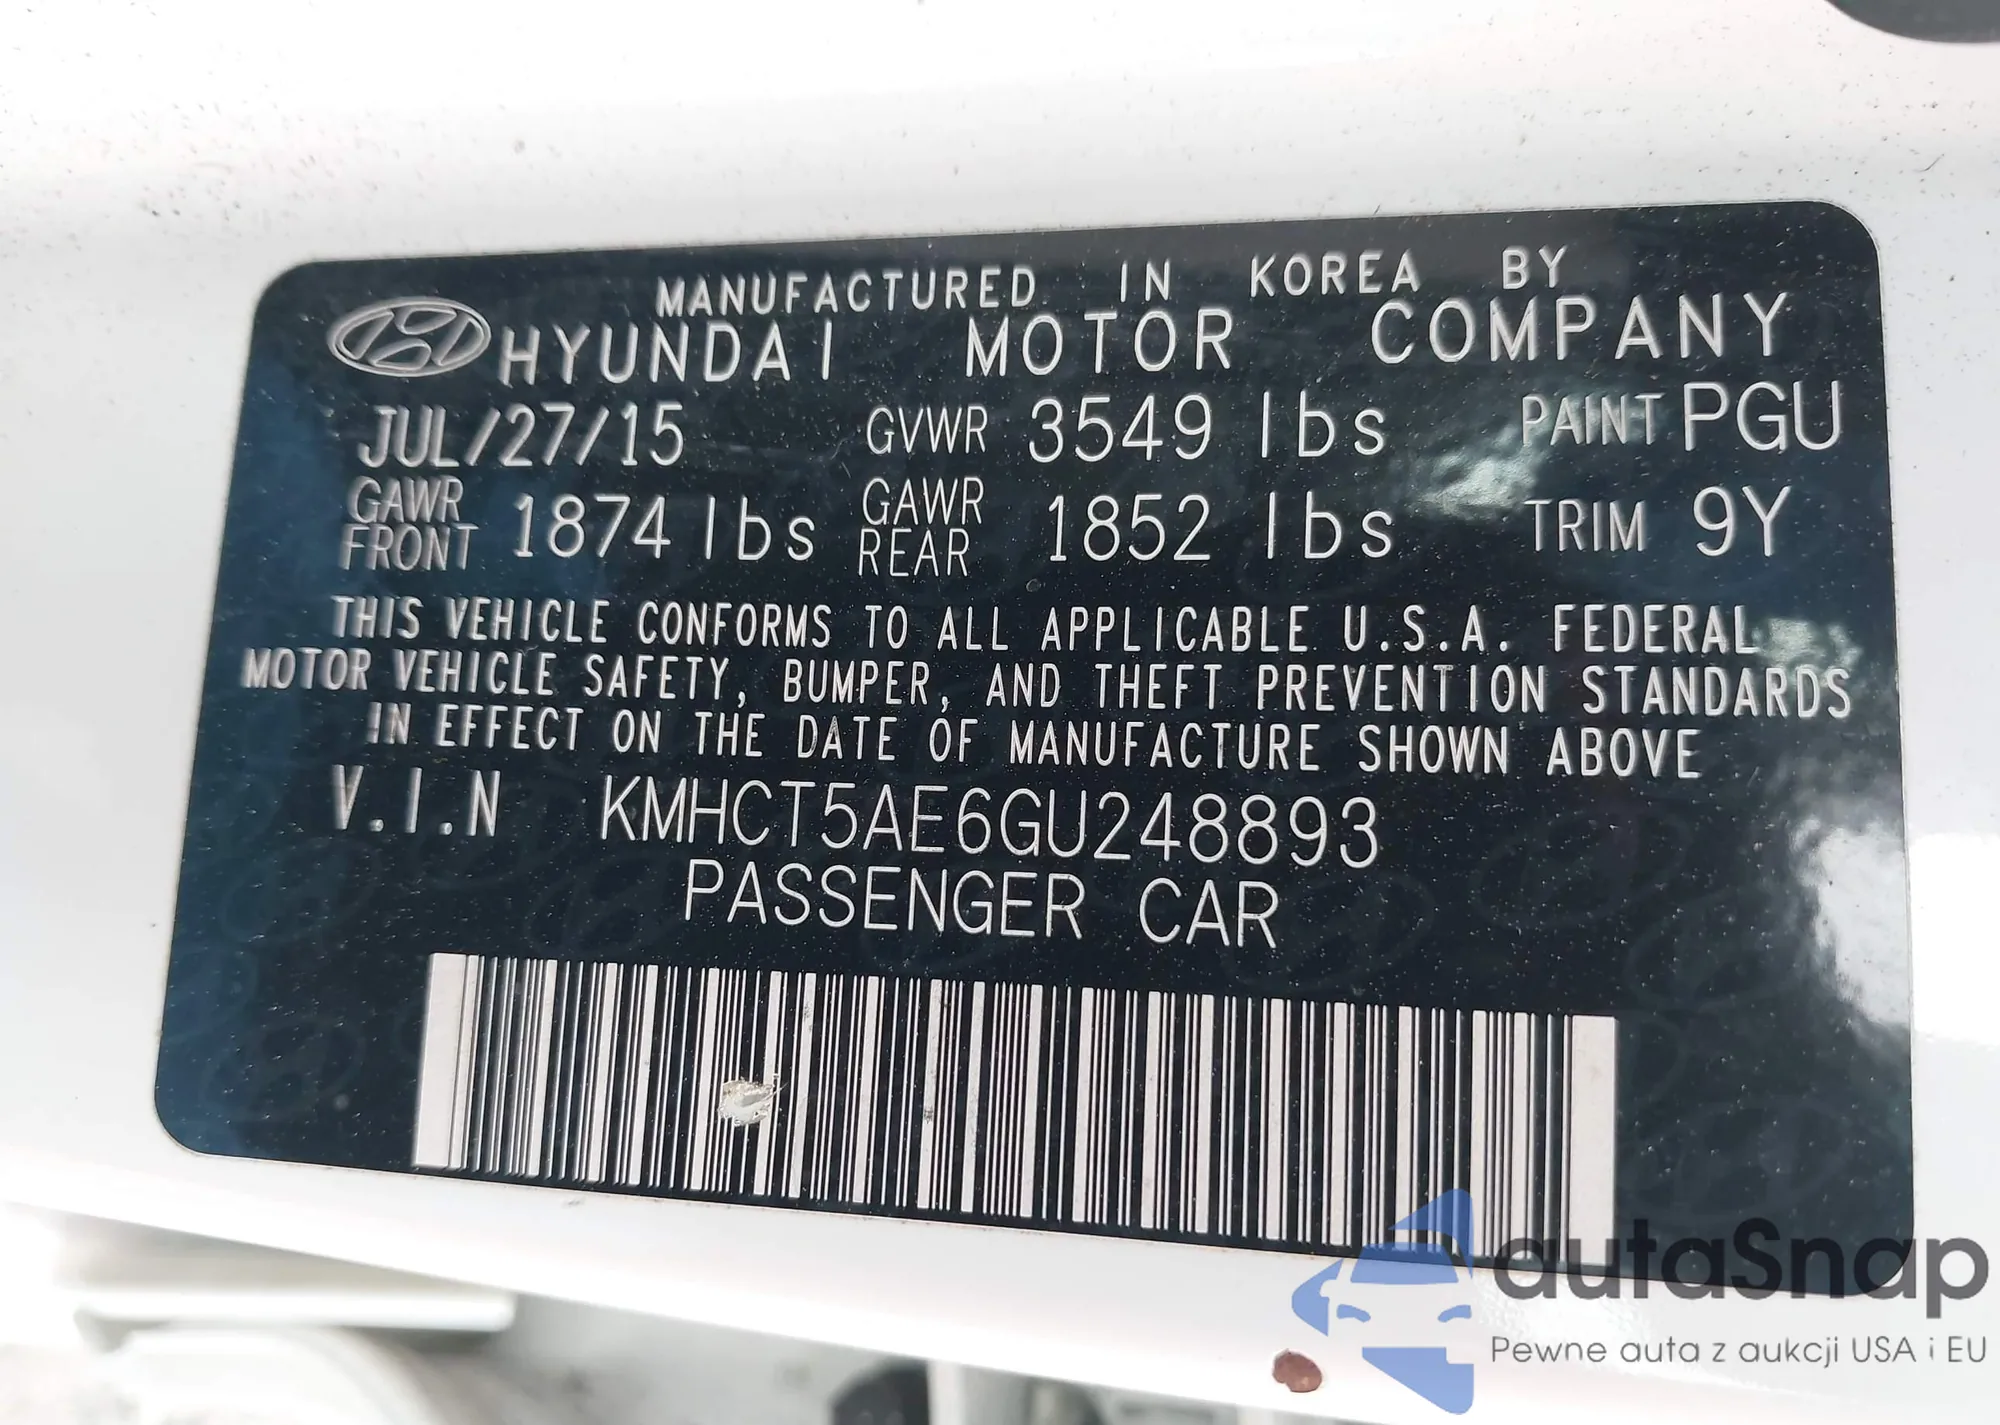 MANUFACTURED IN KOREA BY
HYUNDAI MOTOR COMPANY
JUL/27/15 GVWR 3549 lbs PAINT PGU
GAWR FRONT 1874 lbs GAWR REAR 1852 lbs TRIM 9Y
THIS VEHICLE CONFORMS TO ALL APPLICABLE U.S.A. FEDERAL
MOTOR VEHICLE SAFETY, BUMPER, AND THEFT PREVENTION STANDARDS
IN EFFECT ON THE DATE OF MANUFACTURE SHOWN ABOVE
V.I.N KMHCT5AE6GU248893
PASSENGER CAR
autaSnap
Pewne auta z aukcji USA i EU